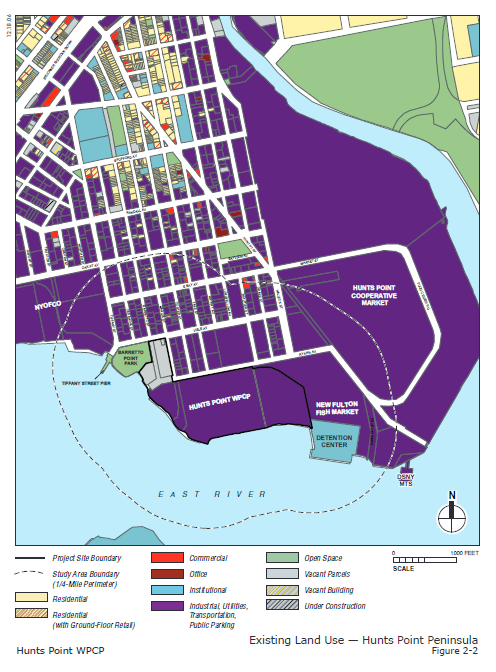 12.18.06
NYOFCO
HUNTS POINT
COOPERATIVE
MARKET
BARRETTO
POINT
PARK
TIFFANY STREET PIER
HUNTS POINT WPCP
NEW FULTON
FISH MARKET
DETENTION
CENTER
DSNY
MTS
EAST RIVER
N
Project Site Boundary
Study Area Boundary
(1/4-Mile Perimeter)
Residential
Residential
(with Ground-Floor Retail)
Commercial
Office
Institutional
Industrial, Utilities,
Transportation,
Public Parking
Open Space
Vacant Parcels
Vacant Building
Under Construction
0 1000 FEET
SCALE
Existing Land Use — Hunts Point Peninsula
Hunts Point WPCP
Figure 2-2